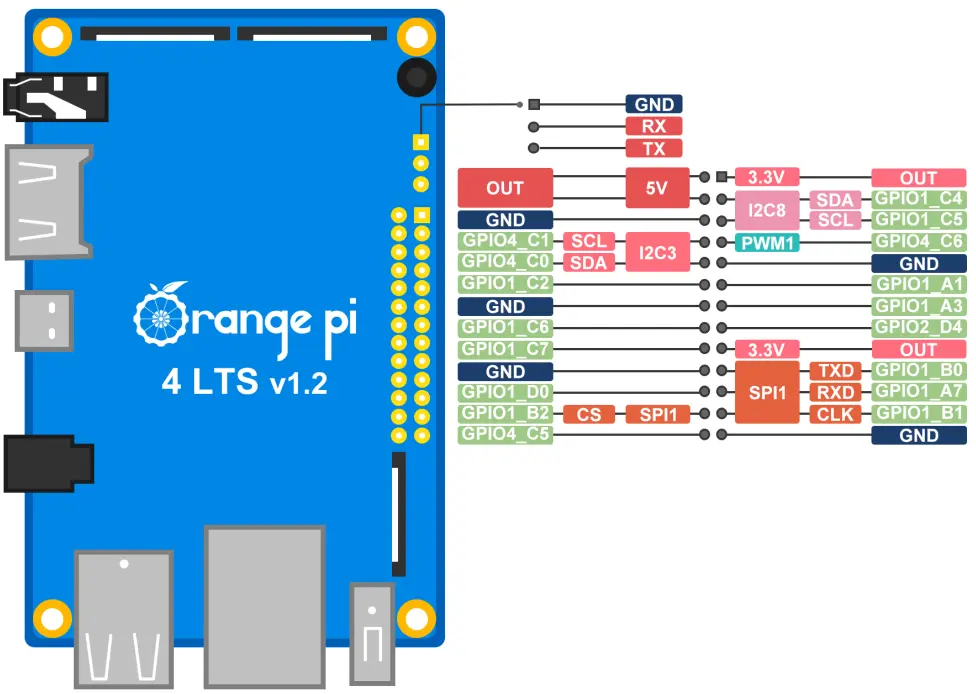 GND
RX
TX
OUT 5V 3.3V OUT
I2C8 SDA GPIO1_C4
GND SCL GPIO1_C5
GPIO4_C1 SCL I2C3 PWM1 GPIO4_C6
GPIO4_C0 SDA GND
GPIO1_C2 GPIO1_A1
GND GPIO1_A3
GPIO1_C6 GPIO2_D4
GPIO1_C7 3.3V OUT
GND SPI1 TXD GPIO1_B0
GPIO1_D0 RXD GPIO1_A7
GPIO1_B2 CS SPI1 CLK GPIO1_B1
GPIO4_C5 GND
Orange pi
4 LTS v1.2